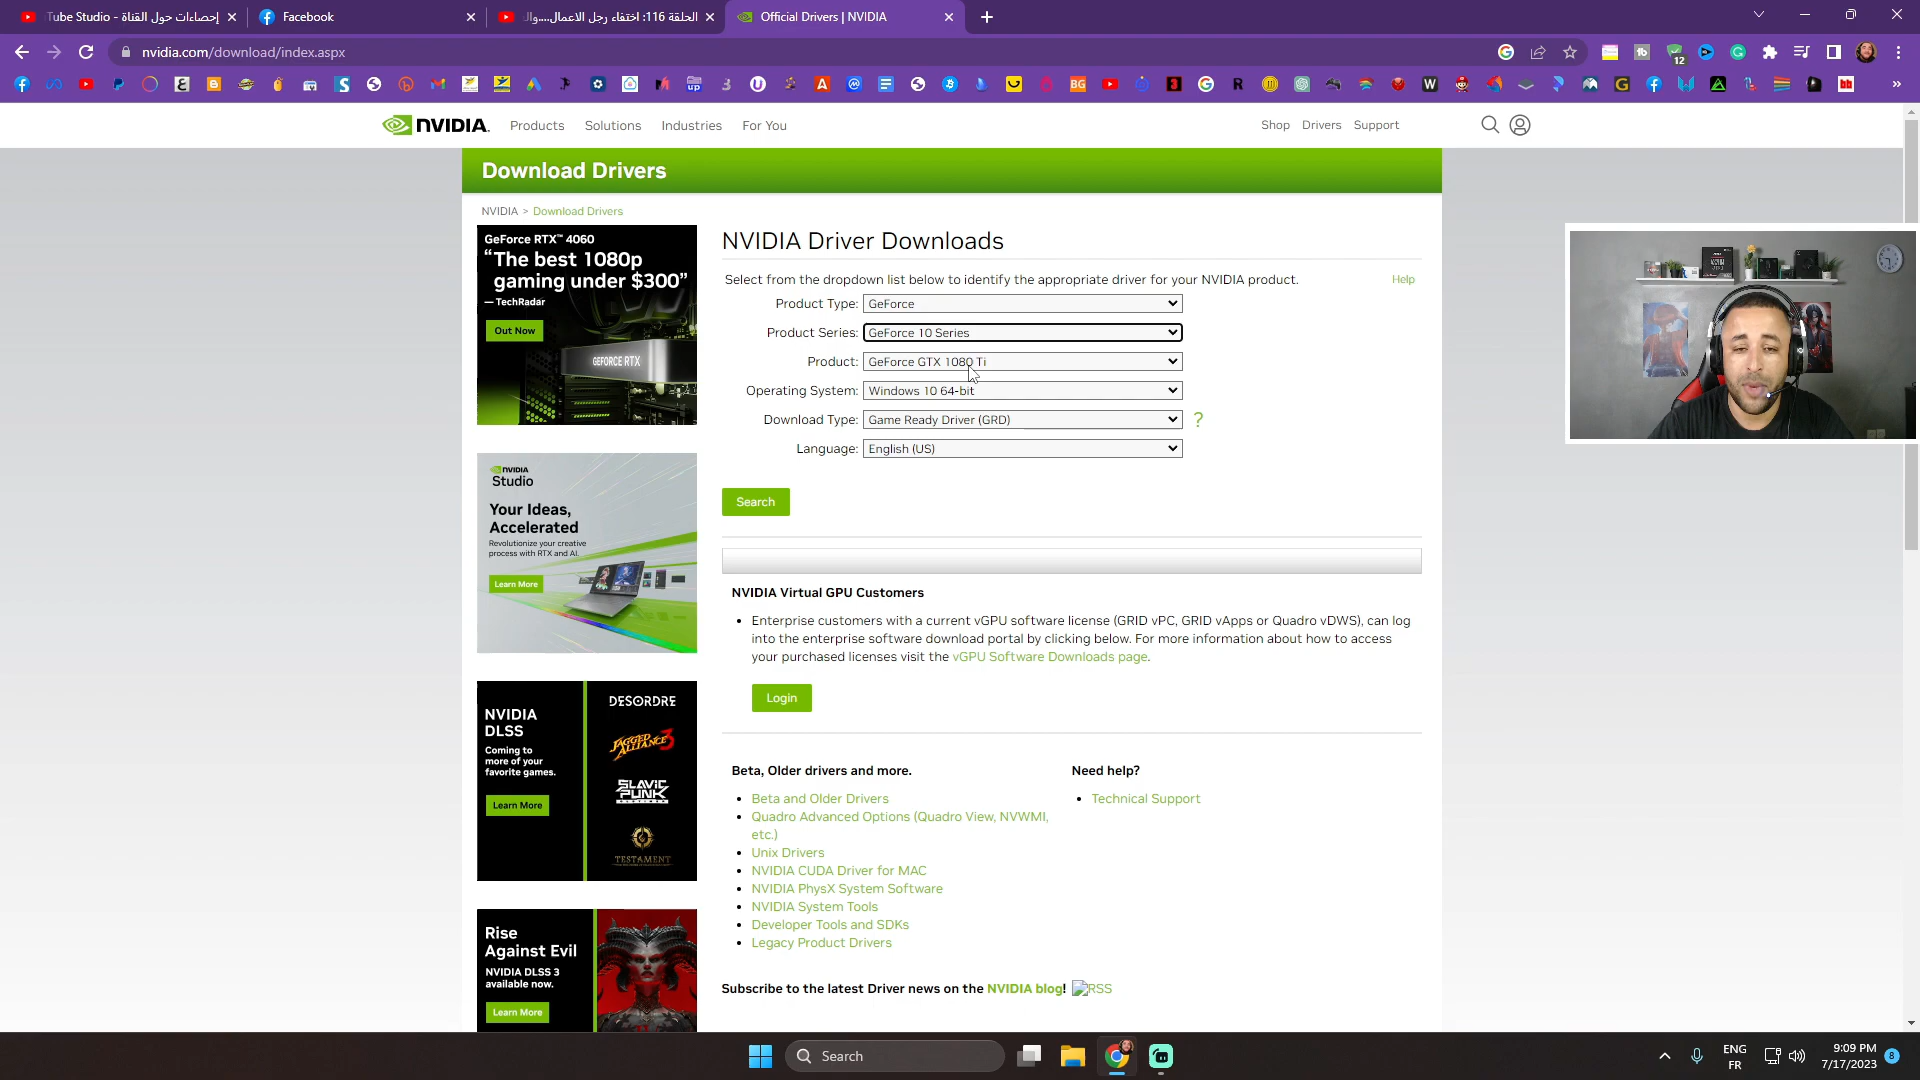 Tube Studio - إحصاءات حول القناة
Facebook
الحلقة 116: اختفاء رجل الاعمال....وال
Official Drivers | NVIDIA
nvidia.com/download/index.aspx
12
NVIDIA.
Products
Solutions
Industries
For You
Shop
Drivers
Support
Download Drivers
NVIDIA > Download Drivers
GeForce RTX™ 4060
“The best 1080p
gaming under $300”
— TechRadar
Out Now
GEFORCE RTX
NVIDIA Driver Downloads
Select from the dropdown list below to identify the appropriate driver for your NVIDIA product.
Help
Product Type: GeForce
Product Series: GeForce 10 Series
Product: GeForce GTX 1080 Ti
Operating System: Windows 10 64-bit
Download Type: Game Ready Driver (GRD)
?
Language: English (US)
Search
NVIDIA
Studio
Your Ideas,
Accelerated
Revolutionize your creative
process with RTX and AI.
Learn More
NVIDIA Virtual GPU Customers
Enterprise customers with a current vGPU software license (GRID vPC, GRID vApps or Quadro vDWS), can log
into the enterprise software download portal by clicking below. For more information about how to access
your purchased licenses visit the vGPU Software Downloads page.
Login
NVIDIA
DLSS
Coming to
more of your
favorite games.
Learn More
DESORDRE
JAGGED
ALLIANCE 3
SLAVIC
PUNK
TESTAMENT
Beta, Older drivers and more.
Beta and Older Drivers
Quadro Advanced Options (Quadro View, NVWMI,
etc.)
Unix Drivers
NVIDIA CUDA Driver for MAC
NVIDIA PhysX System Software
NVIDIA System Tools
Developer Tools and SDKs
Legacy Product Drivers
Need help?
Technical Support
Rise
Against Evil
NVIDIA DLSS 3
available now.
Learn More
Subscribe to the latest Driver news on the NVIDIA blog! RSS
Search
ENG
FR
9:09 PM
7/17/2023
8